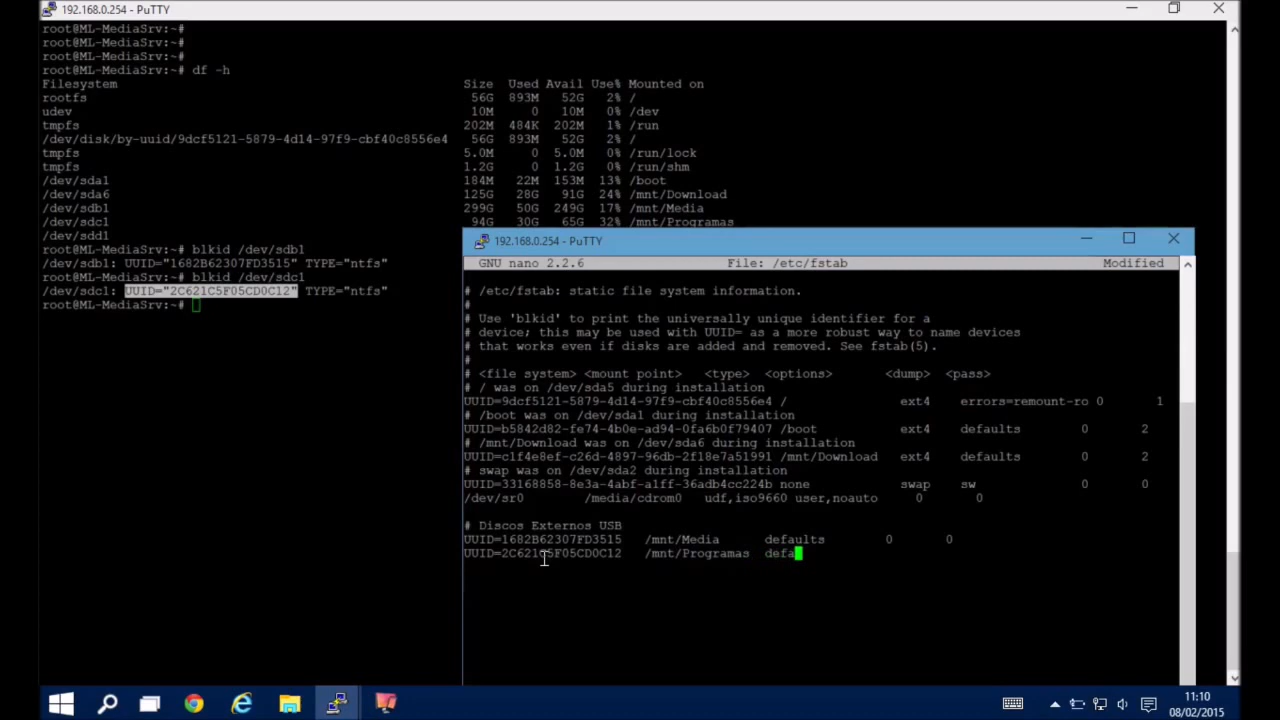 192.168.0.254 - PuTTY
root@ML-MediaSrv:~#
root@ML-MediaSrv:~#
root@ML-MediaSrv:~#
root@ML-MediaSrv:~# df -h
Filesystem Size Used Avail Use% Mounted on
rootfs 56G 893M 52G 2% /
udev 10M 0 10M 0% /dev
tmpfs 202M 484K 202M 1% /run
/dev/disk/by-uuid/9dcf5121-5879-4d14-97f9-cbf40c8556e4 56G 893M 52G 2% /
tmpfs 5.0M 0 5.0M 0% /run/lock
tmpfs 1.2G 0 1.2G 0% /run/shm
/dev/sda1 184M 22M 153M 13% /boot
/dev/sda6 125G 28G 91G 24% /mnt/Download
/dev/sdb1 299G 50G 249G 17% /mnt/Media
/dev/sdc1 94G 30G 65G 32% /mnt/Programas
/dev/sdd1
root@ML-MediaSrv:~# blkid /dev/sdb1
/dev/sdb1: UUID="1682B62307FD3515" TYPE="ntfs"
root@ML-MediaSrv:~# blkid /dev/sdc1
/dev/sdc1: UUID="2C621C5F05CD0C12" TYPE="ntfs"
root@ML-MediaSrv:~#
192.168.0.254 - PuTTY
GNU nano 2.2.6 File: /etc/fstab Modified
# /etc/fstab: static file system information.
#
# Use 'blkid' to print the universally unique identifier for a
# device; this may be used with UUID= as a more robust way to name devices
# that works even if disks are added and removed. See fstab(5).
#
# <file system> <mount point> <type> <options> <dump> <pass>
# / was on /dev/sda5 during installation
UUID=9dcf5121-5879-4d14-97f9-cbf40c8556e4 / ext4 errors=remount-ro 0 1
# /boot was on /dev/sda1 during installation
UUID=b5842d82-fe74-4b0e-ad94-0fa6b0f79407 /boot ext4 defaults 0 2
# /mnt/Download was on /dev/sda6 during installation
UUID=c1f4e8ef-c26d-4897-96db-2f18e7a51991 /mnt/Download ext4 defaults 0 2
# swap was on /dev/sda2 during installation
UUID=33168858-8e3a-4abf-a1ff-36adb4cc224b none swap sw 0 0
/dev/sr0 /media/cdrom0 udf,iso9660 user,noauto 0 0
# Discos Externos USB
UUID=1682B62307FD3515 /mnt/Media defaults 0 0
UUID=2C621C5F05CD0C12 /mnt/Programas defa
11:10
08/02/2015